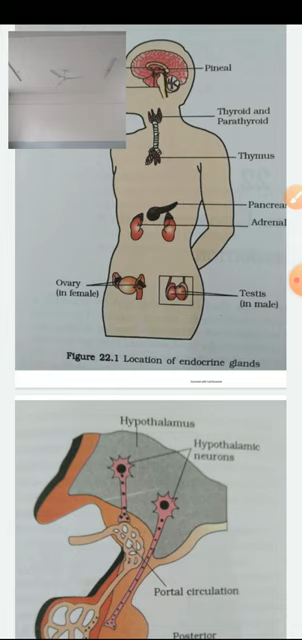 Pineal
Thyroid and
Parathyroid
Thymus
Pancrea
Adrenal
Ovary
(in female)
Testis
(in male)
Figure 22.1 Location of endocrine glands
Hypothalamus
Hypothalamic
neurons
Portal circulation
Posterior